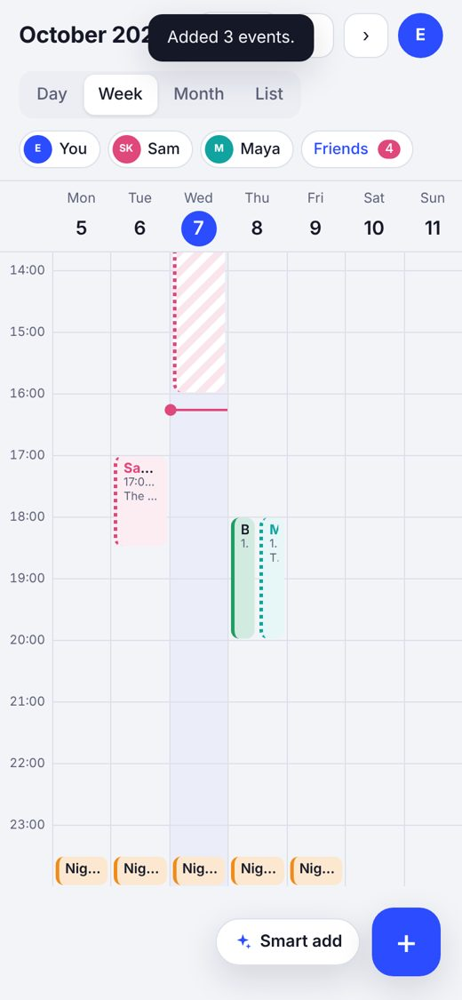 October 202
Added 3 events.
›
E
Day Week Month List
E You SK Sam M Maya Friends 4
Mon Tue Wed Thu Fri Sat Sun
5 6 7 8 9 10 11
14:00
15:00
16:00
17:00
Sa...
17:0...
The ...
18:00
B M
1. 1.
T.
19:00
20:00
21:00
22:00
23:00
Nig... Nig... Nig... Nig... Nig...
Smart add
+